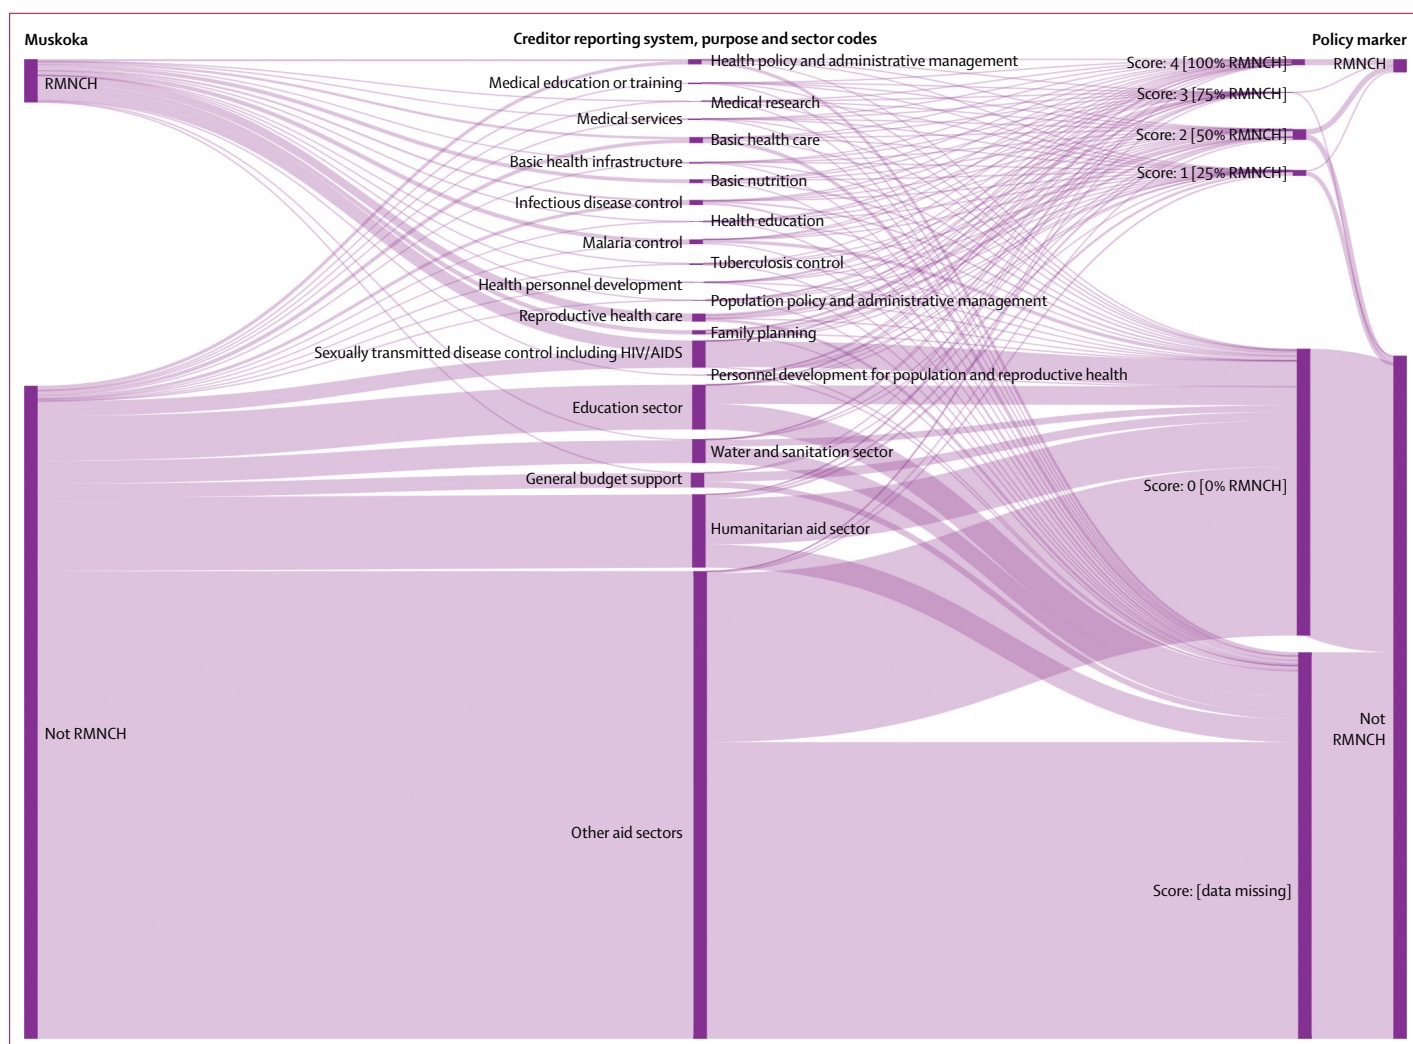 Muskoka
Creditor reporting system, purpose and sector codes
Policy marker
RMNCH
Health policy and administrative management
Medical education or training
Medical research
Medical services
Basic health care
Basic health infrastructure
Basic nutrition
Infectious disease control
Health education
Malaria control
Tuberculosis control
Health personnel development
Population policy and administrative management
Reproductive health care
Family planning
Sexually transmitted disease control including HIV/AIDS
Personnel development for population and reproductive health
Education sector
Water and sanitation sector
General budget support
Humanitarian aid sector
Not RMNCH
Other aid sectors
Score: 4 [100% RMNCH]
RMNCH
Score: 3 [75% RMNCH]
Score: 2 [50% RMNCH]
Score: 1 [25% RMNCH]
Score: 0 [0% RMNCH]
Score: [data missing]
Not
RMNCH